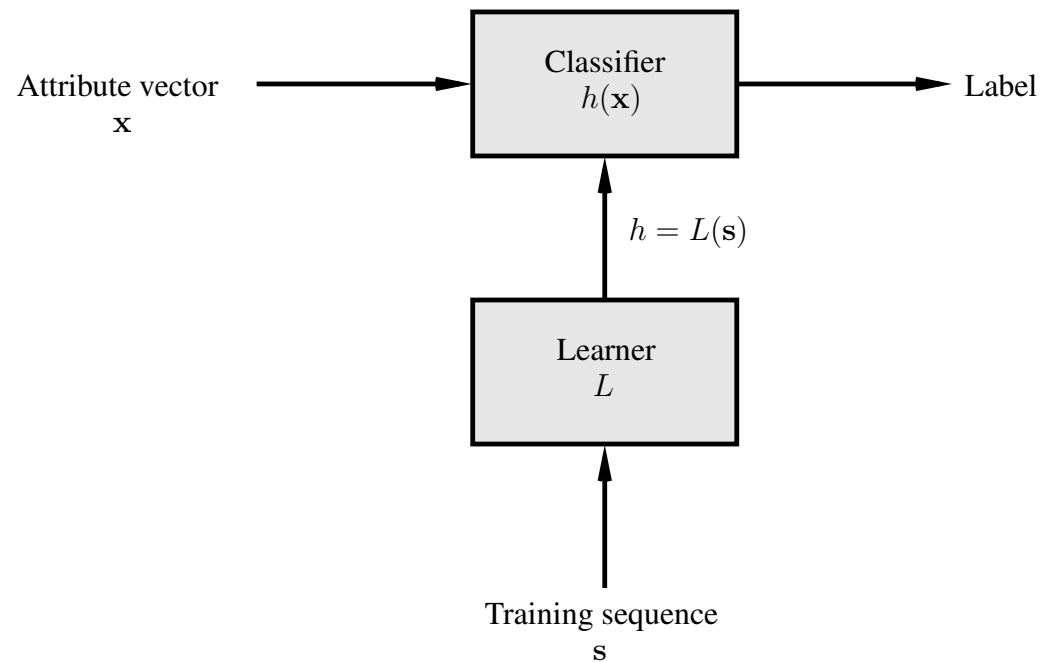 Classifier
h(x)
Attribute vector
x
Label
h = L(s)
Learner
L
Training sequence
s